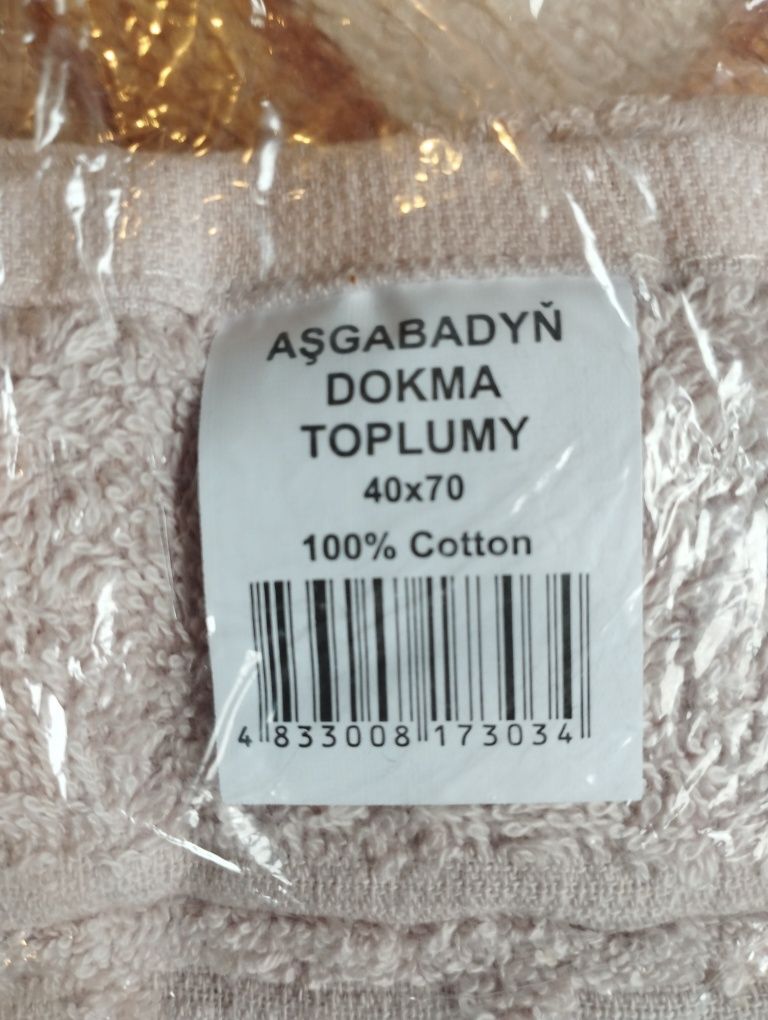 AŞGABADYŇ
DOKMA
TOPLUMY
40x70
100% Cotton
4 833008 173034